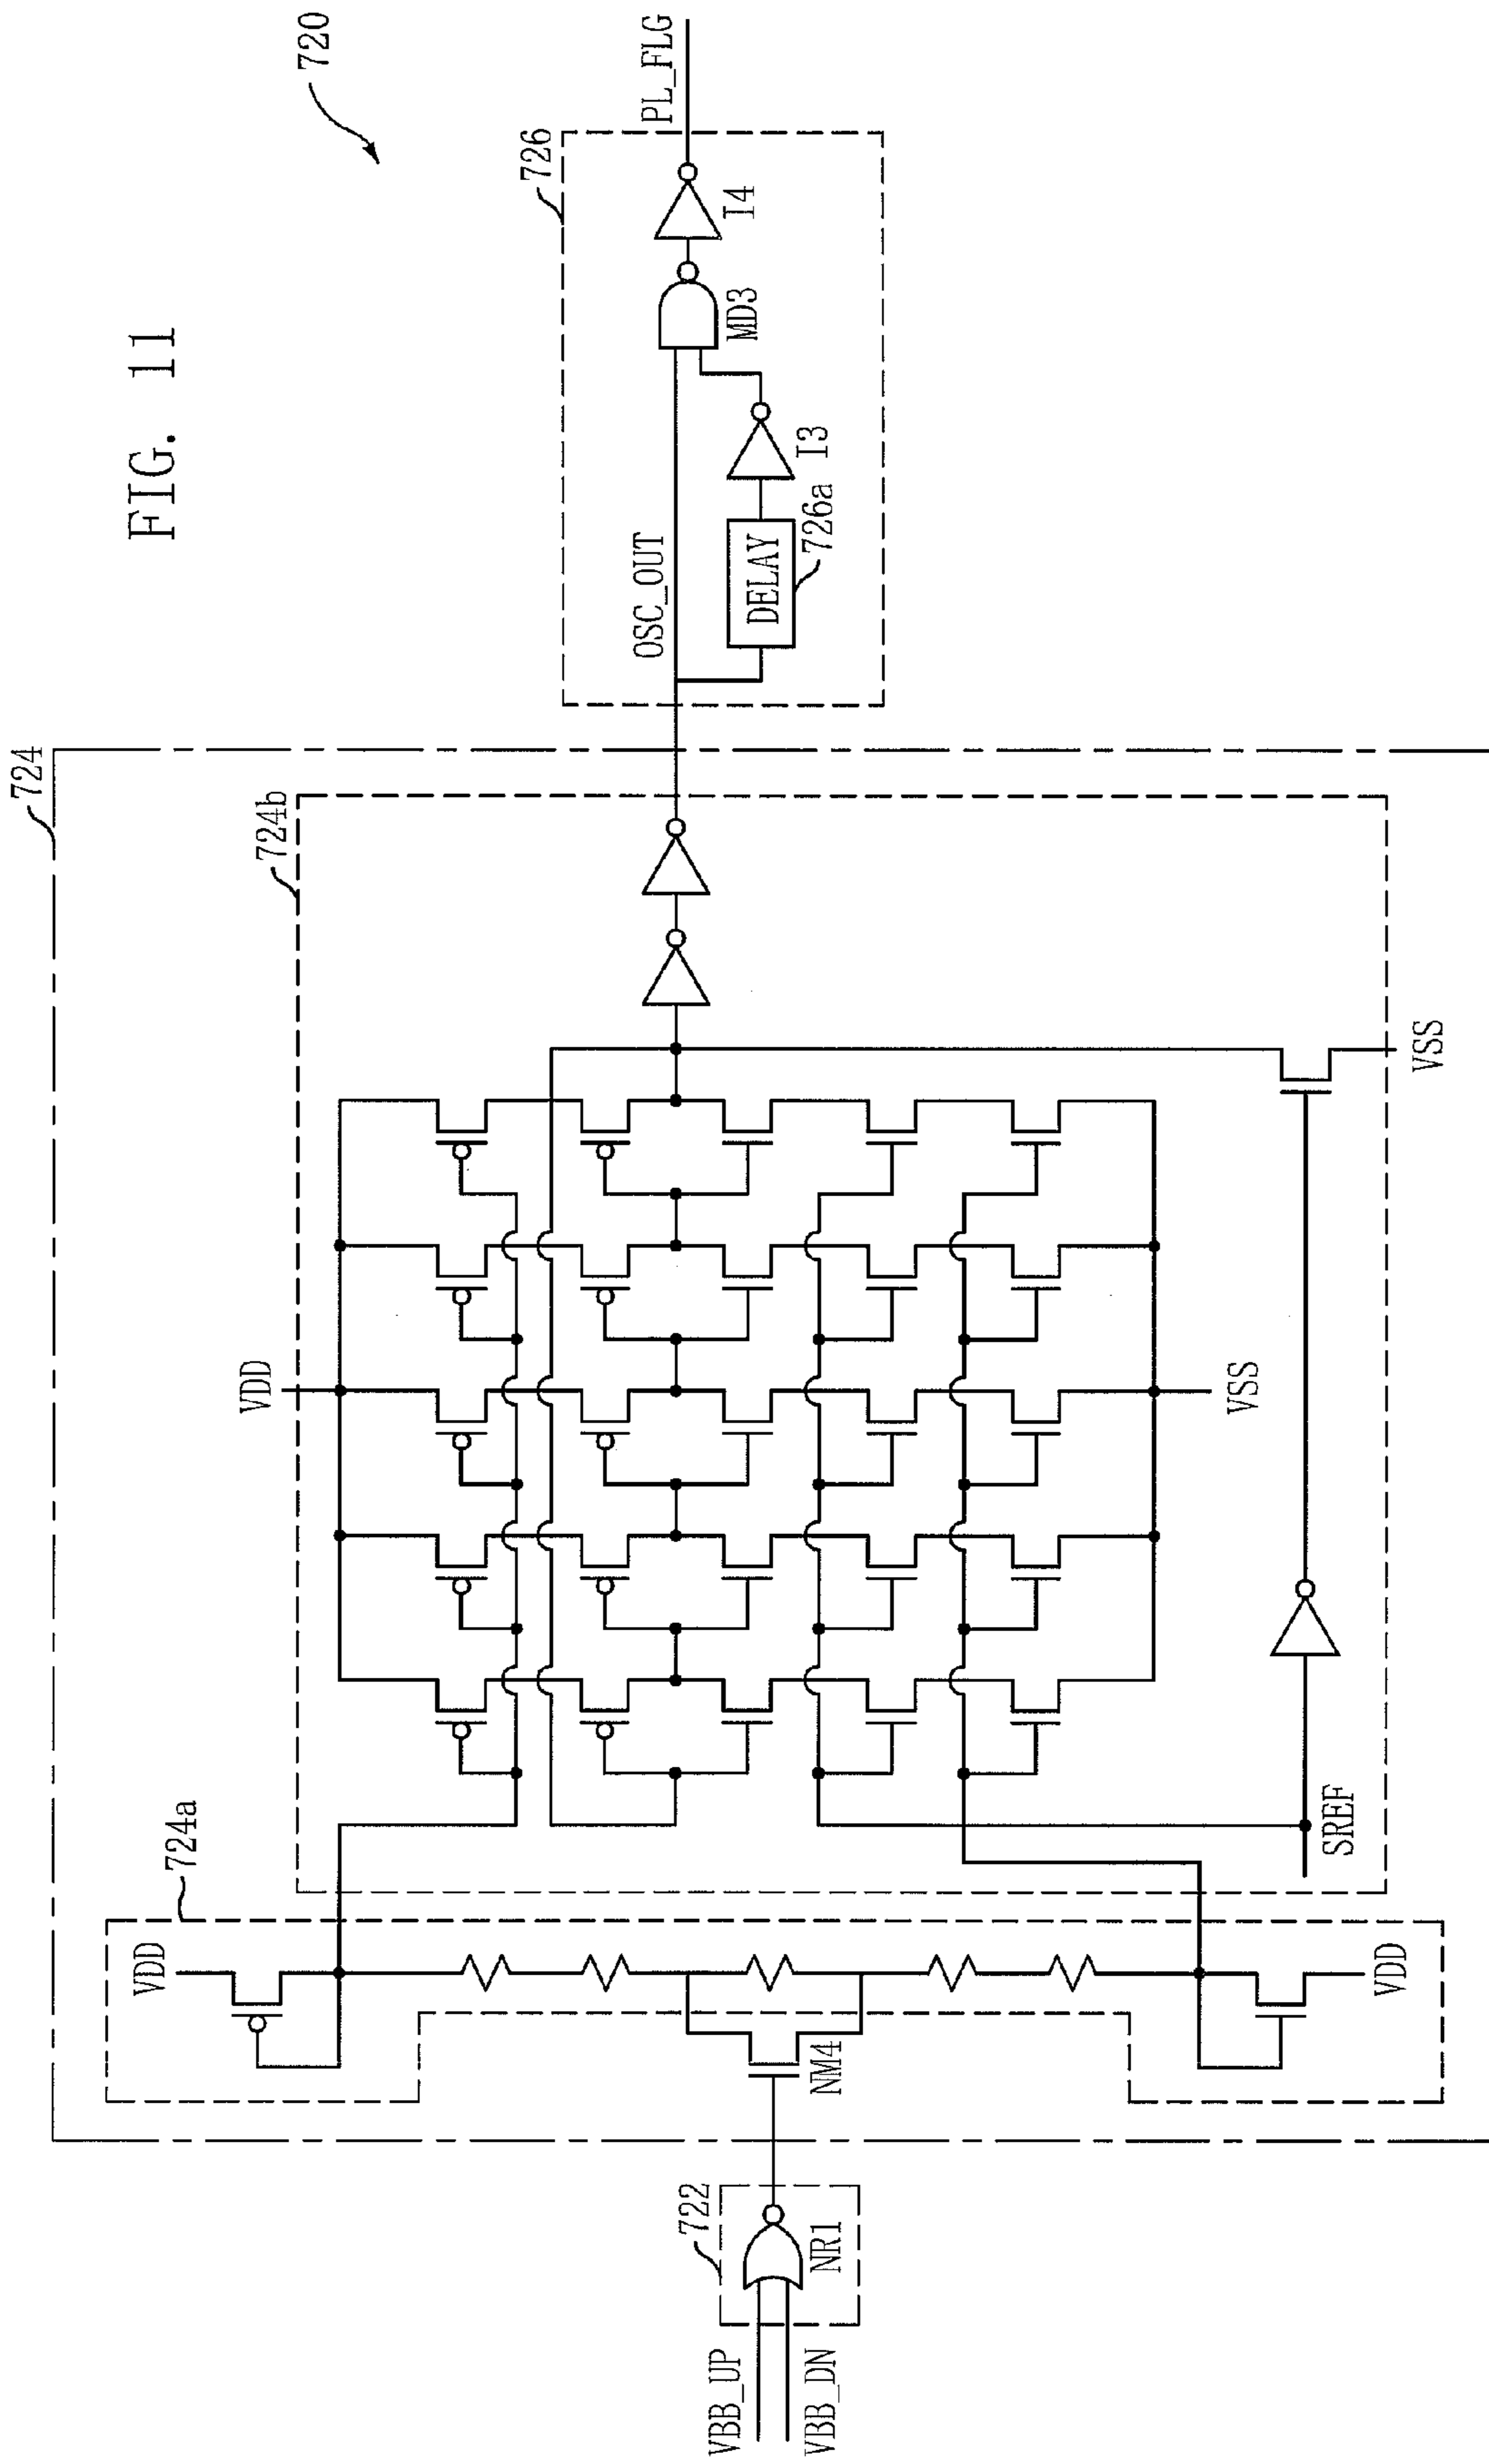 FIG. 11
720
724
724a
VDD
VDD
NM4
722
NR1
VBB_UP
VBB_DN
724b
VDD
VSS
VSS
SREF
726
OSC_OUT
DELAY
726a
I3
MD3
I4
PL_FLG